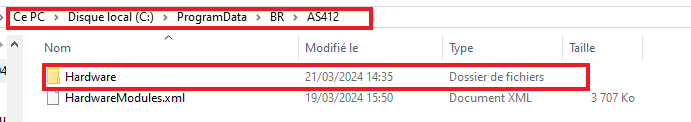 Ce PC > Disque local (C:) > ProgramData > BR > AS412
Nom Modifié le Type Taille
Hardware 21/03/2024 14:35 Dossier de fichiers
HardwareModules.xml 19/03/2024 15:50 Document XML 3 707 Ko